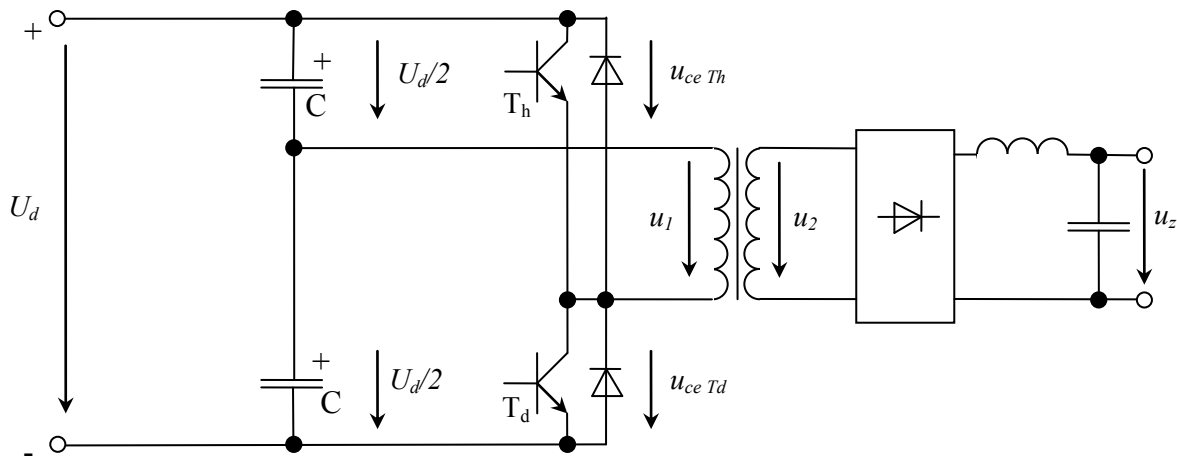 +
+
U_d/2
C
T_h
u_ce Th
U_d
u_1
u_2
u_z
+
U_d/2
C
T_d
u_ce Td
-